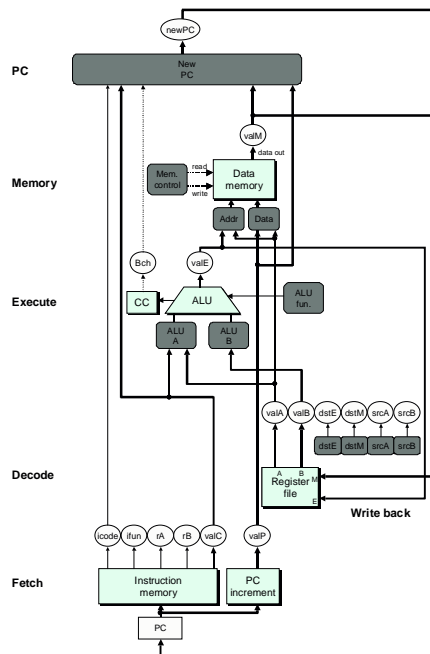 newPC
PC
New
PC
valM
data out
read
Mem.
control
Data
memory
Memory
write
Addr
Data
Bch
valE
Execute
CC
ALU
ALU
fun.
ALU
A
ALU
B
valA
valB
dstE
dstM
srcA
srcB
dstE
dstM
srcA
srcB
A
B
M
Register
file
E
Decode
Write back
icode
ifun
rA
rB
valC
valP
Fetch
Instruction
memory
PC
increment
PC